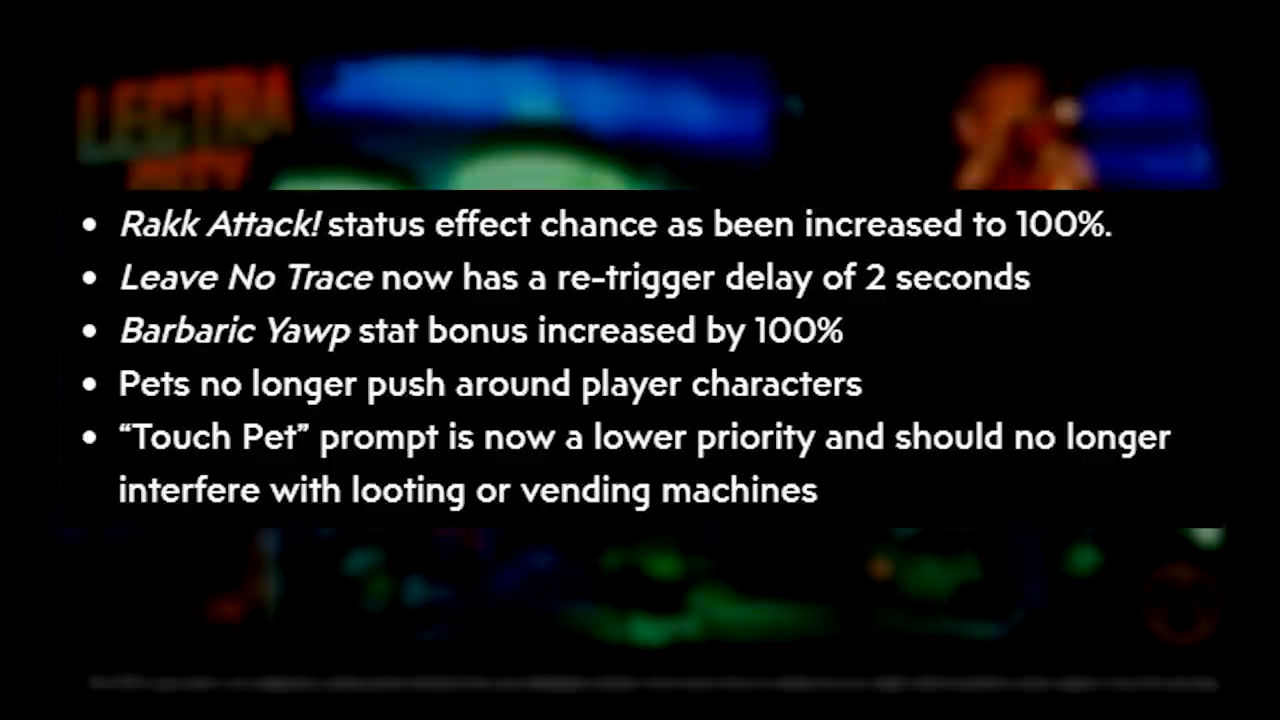 LECTRA
CITY
• Rakk Attack! status effect chance as been increased to 100%.
• Leave No Trace now has a re-trigger delay of 2 seconds
• Barbaric Yawp stat bonus increased by 100%
• Pets no longer push around player characters
• “Touch Pet” prompt is now a lower priority and should no longer
interfere with looting or vending machines